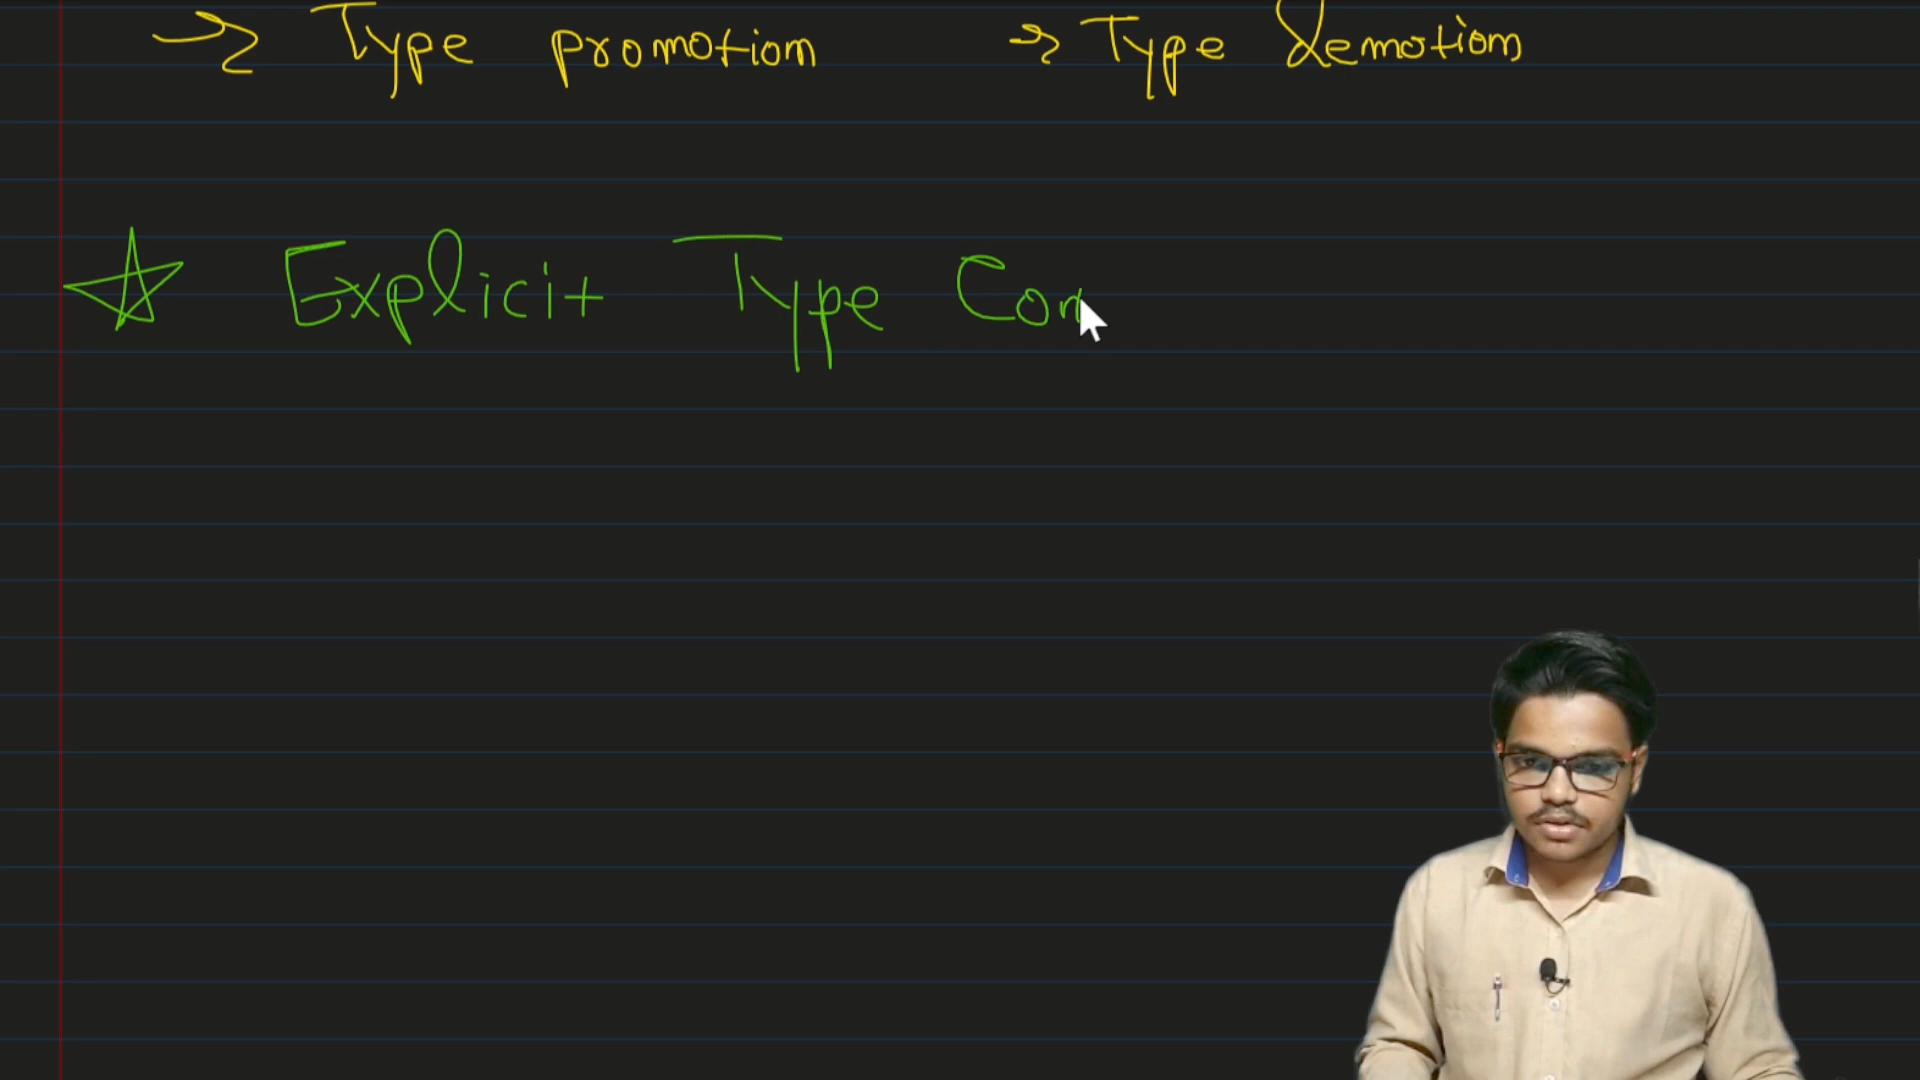 → Type promotion → Type demotion
☆ Explicit Type Con